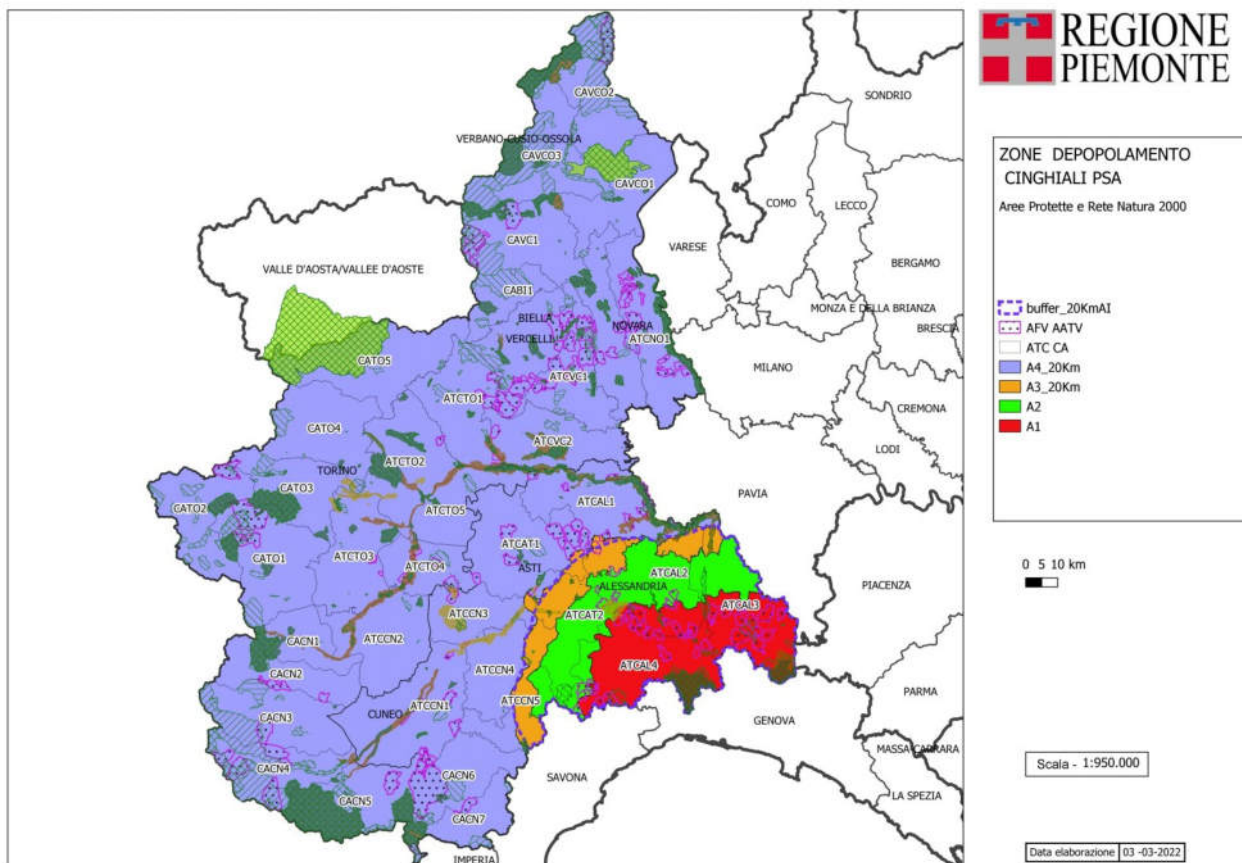 REGIONE
PIEMONTE
ZONE DEPOPOLAMENTO
CINGHIALI PSA
Aree Protette e Rete Natura 2000
buffer_20KmAI
AFV AATV
ATC CA
A4_20Km
A3_20Km
A2
A1
0 5 10 km
Scala - 1:950.000
Data elaborazione 03 -03-2022
SONDRIO
CAVCO2
VERBANO-CUSIO-OSSOLA
CAVCO3
CAVCO1
COMO
LECCO
VARESE
BERGAMO
CAVC1
VALLE D'AOSTA/VALLEE D'AOSTE
CABI1
MONZA E DELLA BRIANZA
BIELLA
NOVARA
BRESCIA
VERCELLI
ATCNO1
CATO5
MILANO
ATCVC1
ATCTO1
CREMONA
CATO4
LODI
ATCVC2
ATCTO2
TORINO
PAVIA
CATO3
CATO2
ATCAL1
ATCTO5
ATCAT1
CATO1
ATCTO3
ATCTO4
ASTI
ATCAL2
PIACENZA
ALESSANDRIA
ATCAL3
ATCCN3
ATCAT2
CACN1
ATCCN2
ATCAL4
CACN2
ATCCN4
PARMA
ATCCN5
ATCCN1
CUNEO
GENOVA
CACN3
MASSA-CARRARA
CACN4
CACN6
SAVONA
LA SPEZIA
CACN5
CACN7
IMPERIA